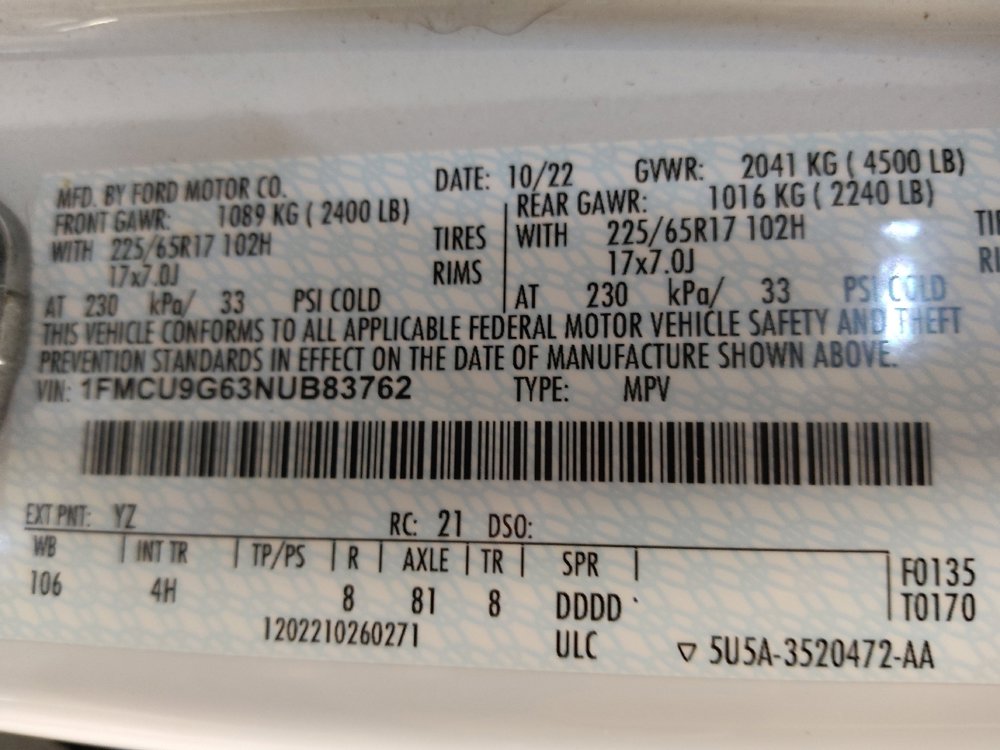 MFD. BY FORD MOTOR CO. DATE: 10/22 GVWR: 2041 KG ( 4500 LB)
FRONT GAWR: 1089 KG ( 2400 LB) REAR GAWR: 1016 KG ( 2240 LB)
WITH 225/65R17 102H TIRES WITH 225/65R17 102H
17x7.0J RIMS 17x7.0J
AT 230 kPa/ 33 PSI COLD AT 230 kPa/ 33 PSI COLD
THIS VEHICLE CONFORMS TO ALL APPLICABLE FEDERAL MOTOR VEHICLE SAFETY AND THEFT
PREVENTION STANDARDS IN EFFECT ON THE DATE OF MANUFACTURE SHOWN ABOVE.
VIN: 1FMCU9G63NUB83762 TYPE: MPV
EXT PNT: YZ RC: 21 DSO:
WB INT TR TP/PS R AXLE TR SPR F0135
106 4H 8 81 8 DDDD T0170
1202210260271 ULC 5U5A-3520472-AA